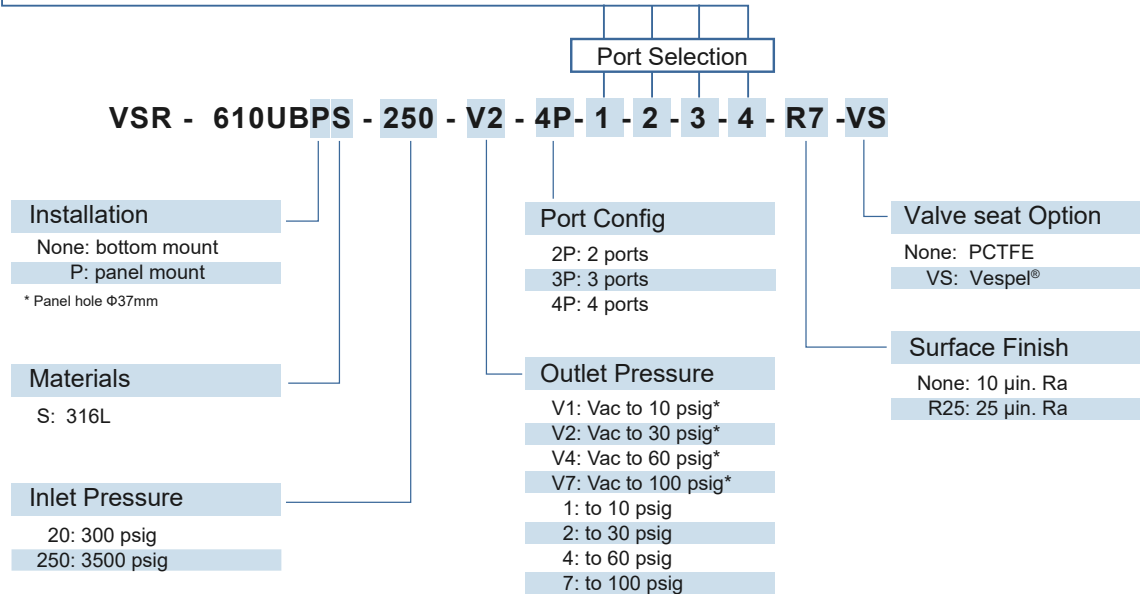 Port Selection
VSR - 610UBPS - 250 - V2 - 4P- 1 - 2 - 3 - 4 - R7 -VS
Installation
None: bottom mount
P: panel mount
* Panel hole Φ37mm
Materials
S: 316L
Inlet Pressure
20: 300 psig
250: 3500 psig
Port Config
2P: 2 ports
3P: 3 ports
4P: 4 ports
Outlet Pressure
V1: Vac to 10 psig*
V2: Vac to 30 psig*
V4: Vac to 60 psig*
V7: Vac to 100 psig*
1: to 10 psig
2: to 30 psig
4: to 60 psig
7: to 100 psig
Valve seat Option
None: PCTFE
VS: Vespel®
Surface Finish
None: 10 µin. Ra
R25: 25 µin. Ra